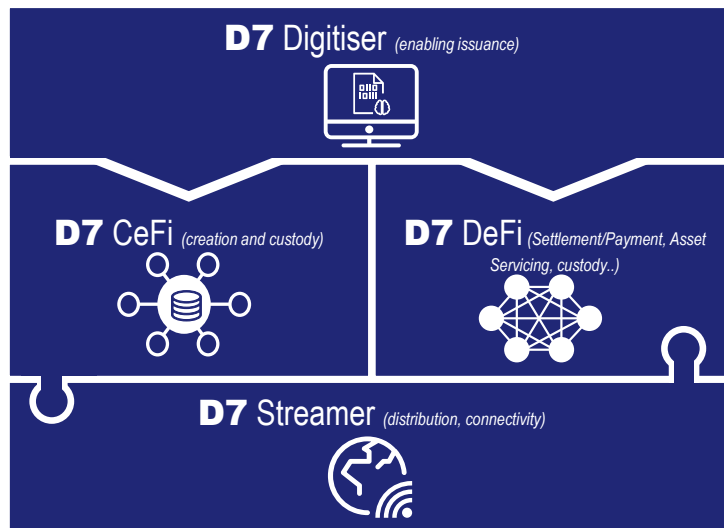 D7 Digitiser (enabling issuance)
D7 CeFi (creation and custody)
D7 DeFi (Settlement/Payment, Asset
Servicing, custody..)
D7 Streamer (distribution, connectivity)